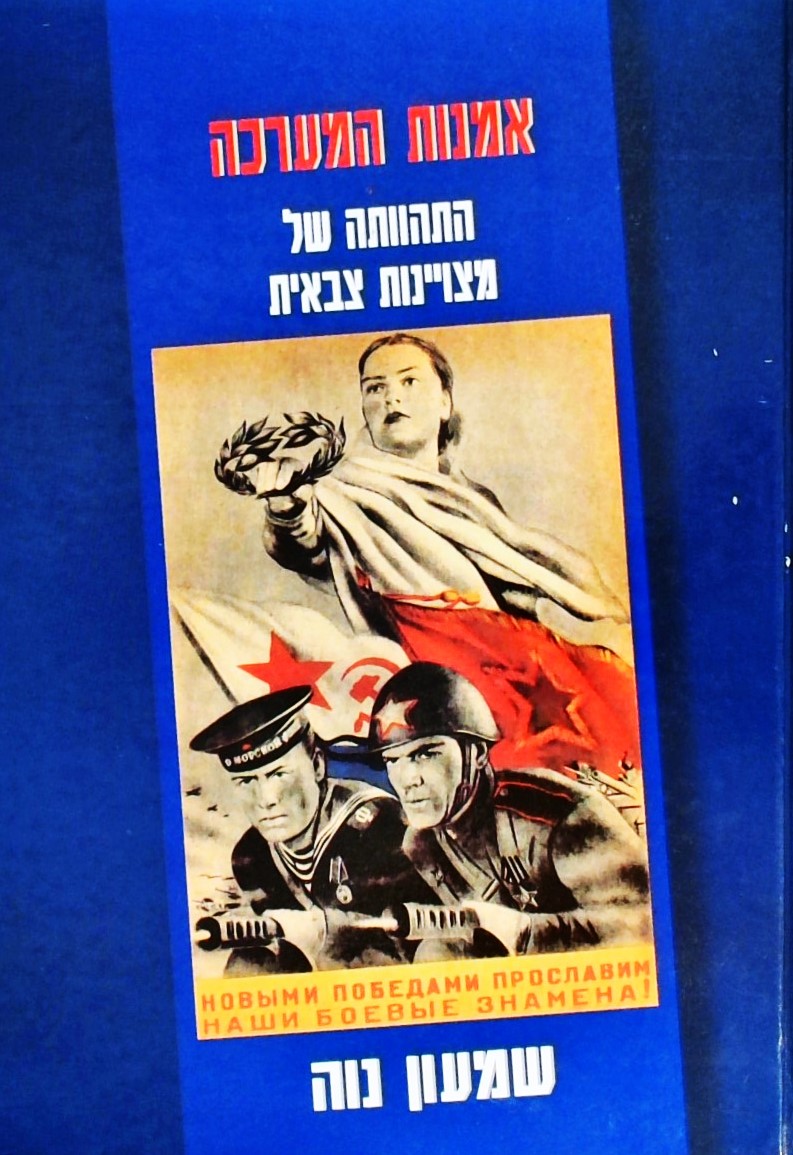 אמנות המערכה
התהוותה של
מצויינות צבאית
НОВЫМИ ПОБЕДАМИ ПРОСЛАВИМ
НАШИ БОЕВЫЕ ЗНАМЕНА!
שמעון נוה